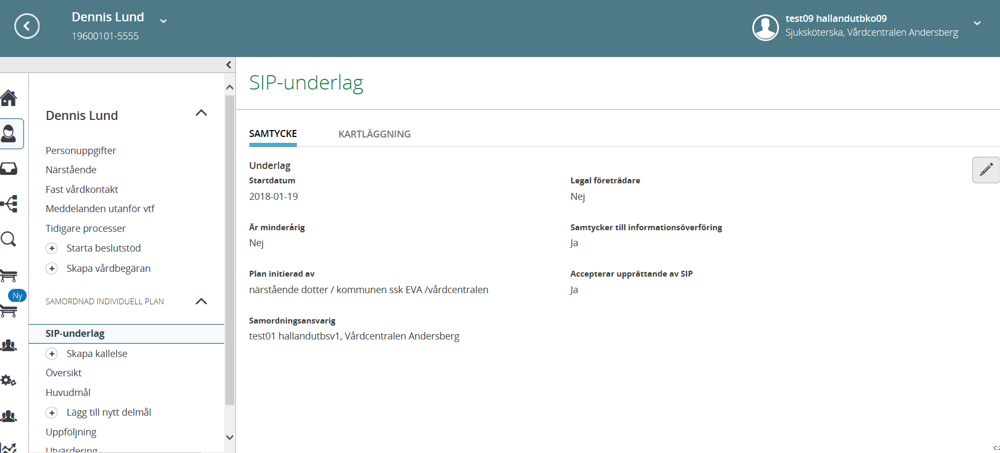 Dennis Lund
19600101-5555
test09 hallandutbko09
Sjuksköterska, Vårdcentralen Andersberg
Dennis Lund
Personuppgifter
Närstående
Fast vårdkontakt
Meddelanden utanför vtf
Tidigare processer
Starta beslutstöd
Skapa vårdbegäran
Ny
SAMORDNAD INDIVIDUELL PLAN
SIP-underlag
Skapa kallelse
Översikt
Huvudmål
Lägg till nytt delmål
Uppföljning
Utvärdering
SIP-underlag
SAMTYCKE
KARTLÄGGNING
Underlag
Startdatum
2018-01-19
Legal företrädare
Nej
Är minderårig
Nej
Samtycker till informationsöverföring
Ja
Plan initierad av
närstående dotter / kommunen ssk EVA /vårdcentralen
Accepterar upprättande av SIP
Ja
Samordningsansvarig
test01 hallandutbsv1, Vårdcentralen Andersberg